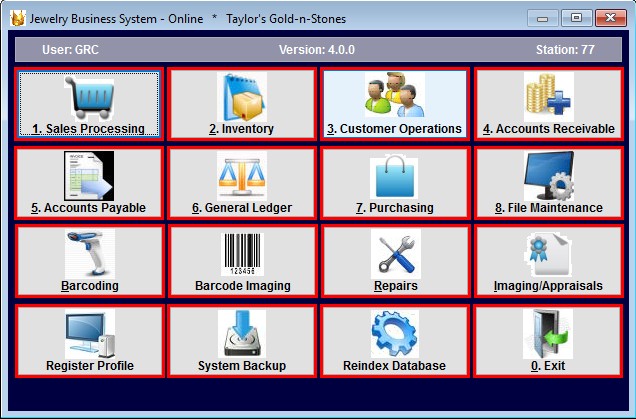 Jewelry Business System - Online * Taylor's Gold-n-Stones
User: GRC Version: 4.0.0 Station: 77
1. Sales Processing
2. Inventory
3. Customer Operations
4. Accounts Receivable
INVOICE
5. Accounts Payable
6. General Ledger
7. Purchasing
8. File Maintenance
Barcoding
123456
Barcode Imaging
Repairs
Imaging/Appraisals
Register Profile
System Backup
Reindex Database
0. Exit